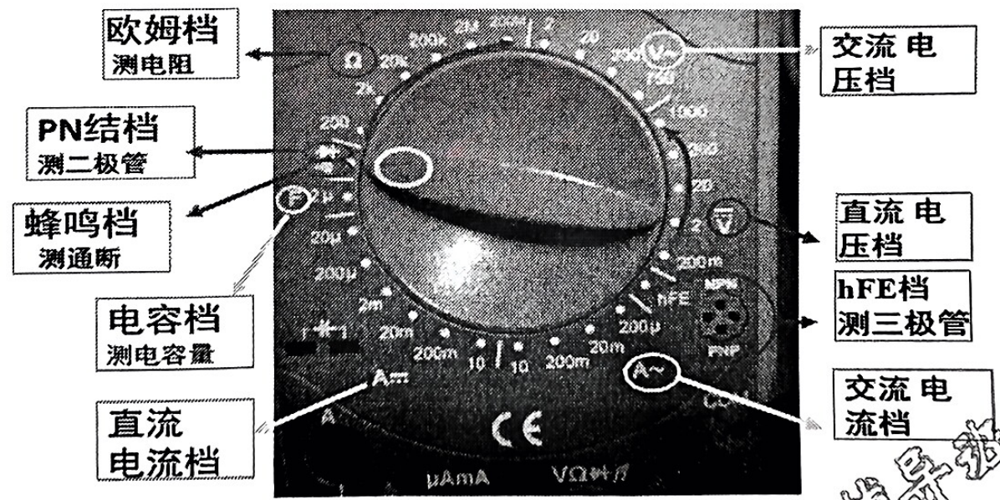 欧姆档
测电阻
PN结档
测二极管
蜂鸣档
测通断
电容档
测电容量
直流
电流档
交流 电
压档
直流 电
压档
hFE档
测三极管
交流 电
流档
Ω
200
2k
20k
200k
2M
2
20
V~
750
1000
20
2
V
200m
hFE
NPN
PNP
200μ
20m
200m
10
A~
10
200m
20m
2m
200μ
20μ
2μ
F
A
CE
A
μAmA
VΩ